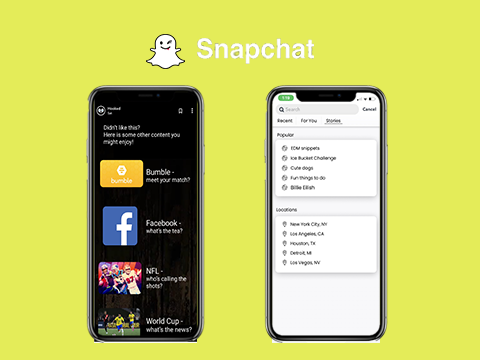 Snapchat
Hooked
1d
Didn't like this?
Here is some other content you
might enjoy!
bumble
Bumble -
meet your match?
Facebook -
what's the tea?
NFL -
who's calling the
shots?
World Cup -
what's the news?
Search
Cancel
Recent
For You
Stories
Popular
EDM snippets
Ice Bucket Challenge
Cute dogs
Fun things to do
Billie Eilish
Locations
New York City, NY
Los Angeles, CA
Houston, TX
Detroit, MI
Las Vegas, NV